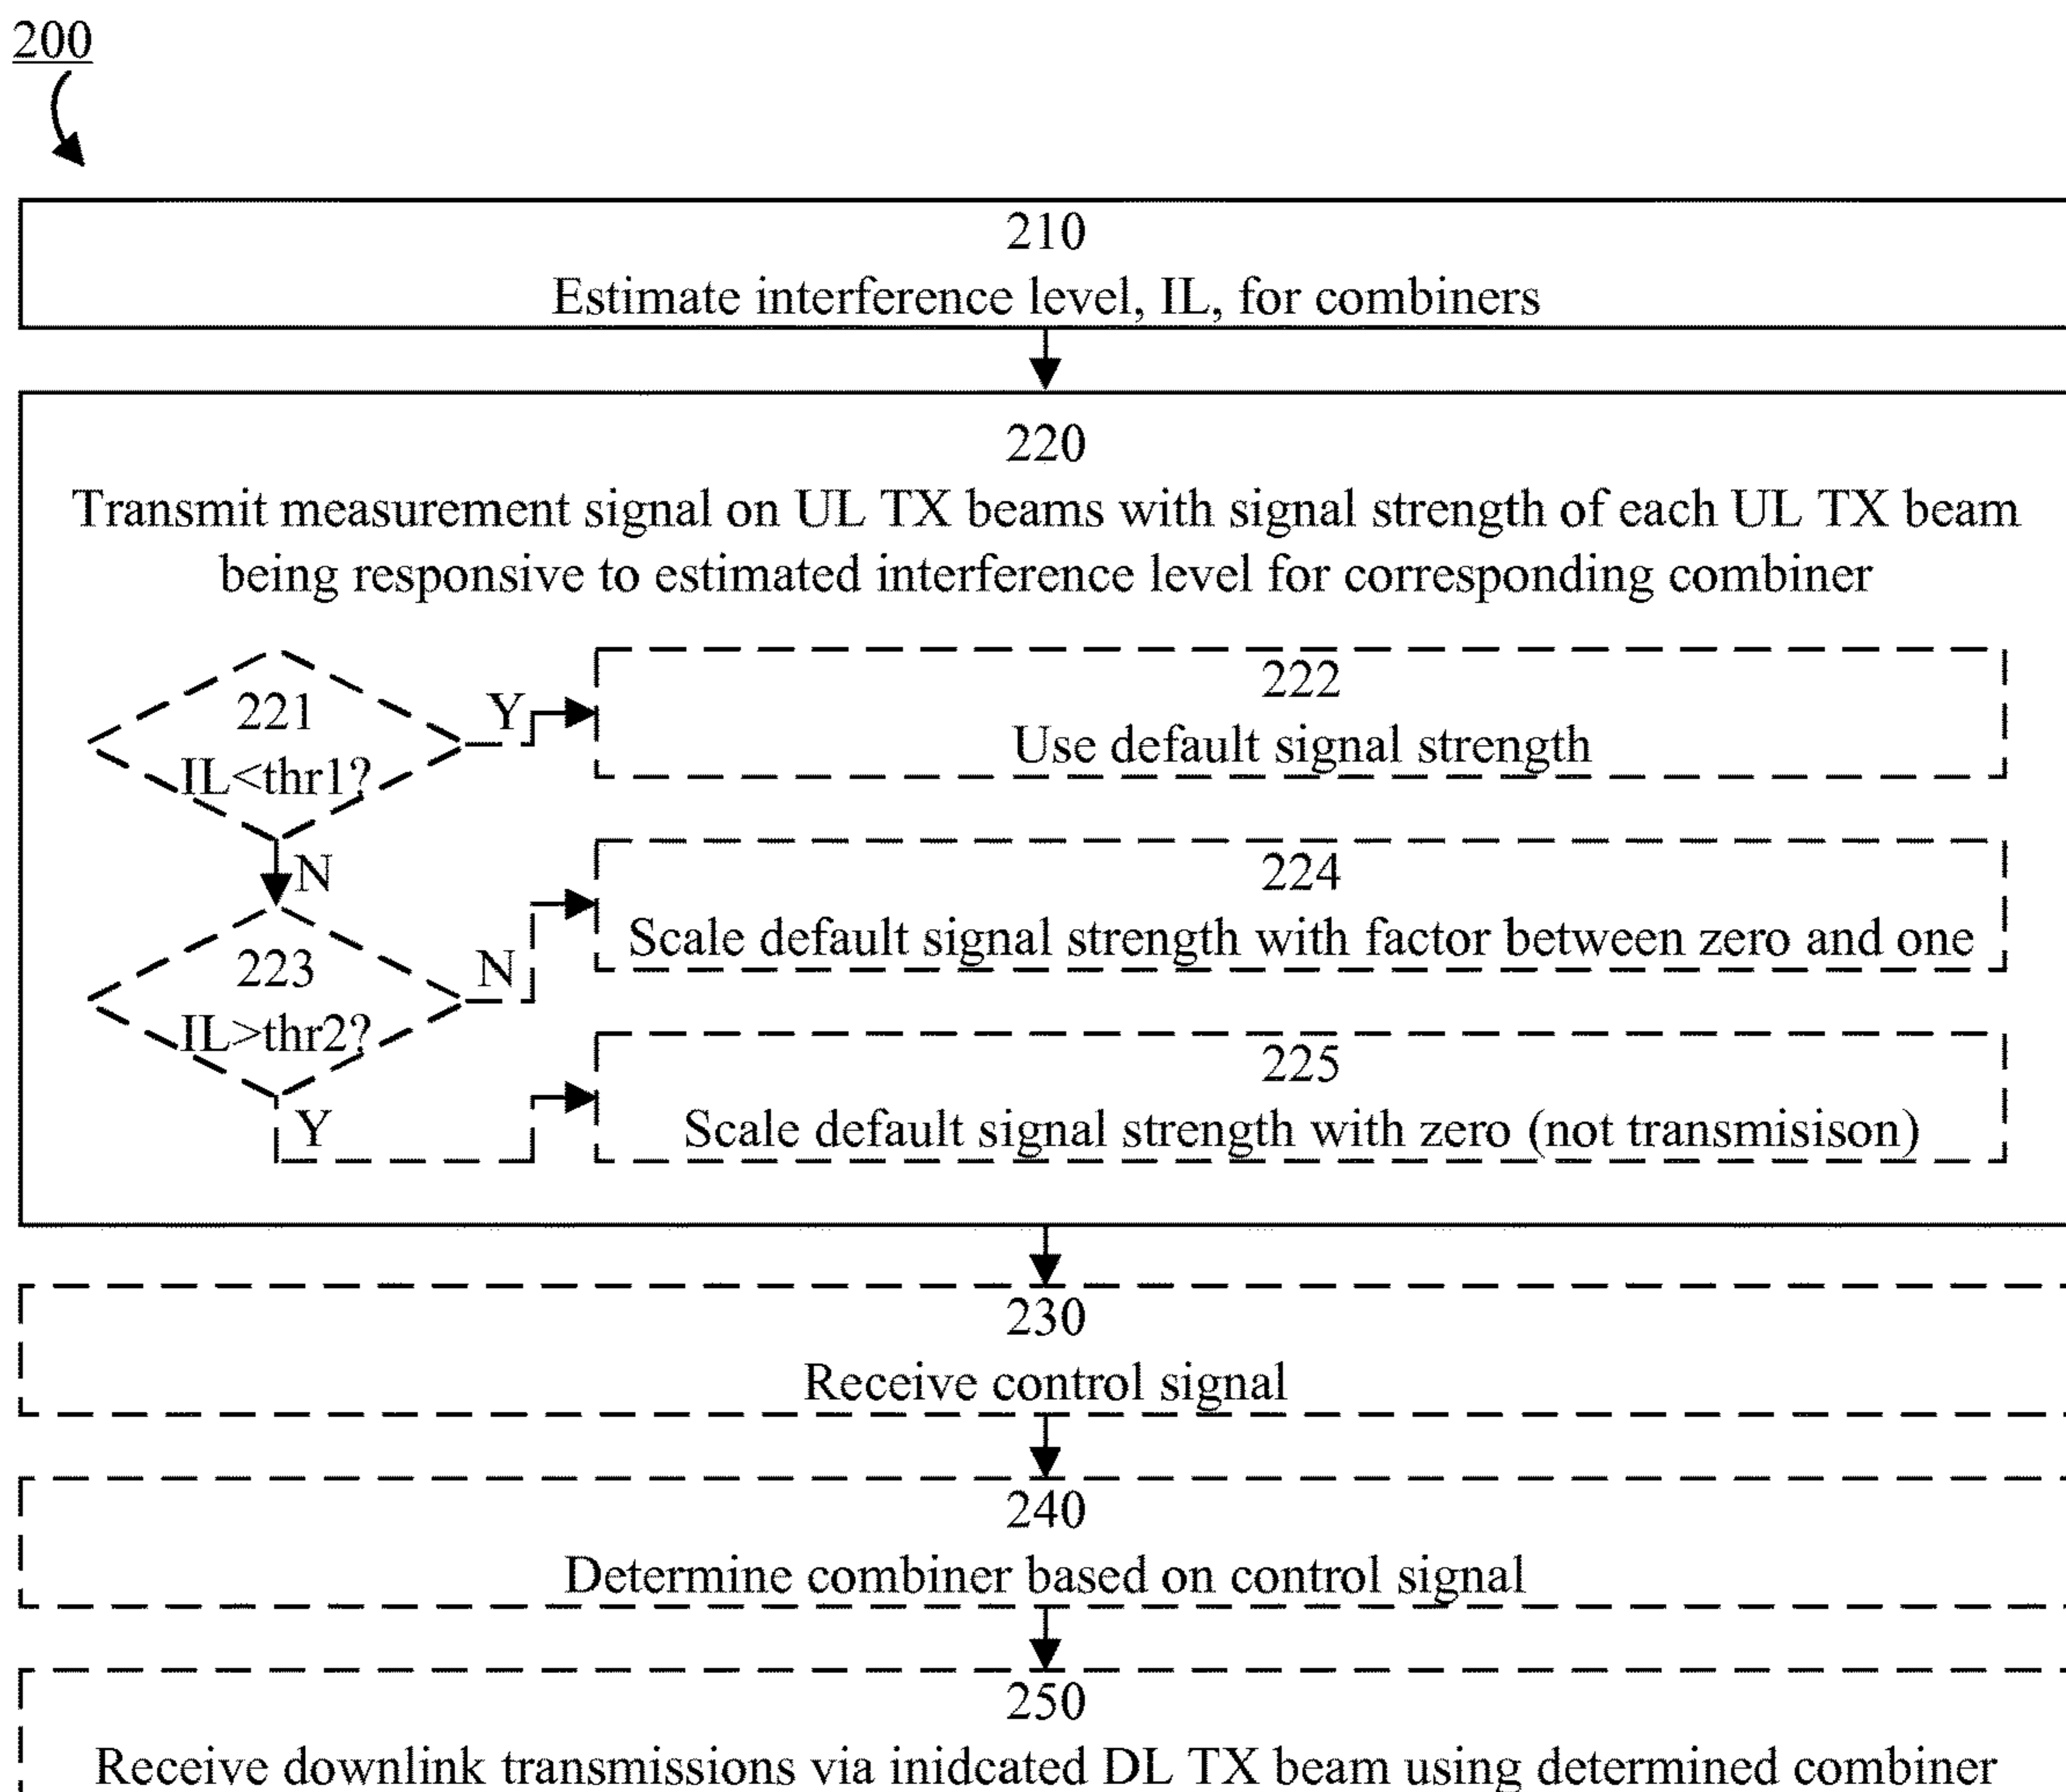 200
210
Estimate interference level, IL, for combiners
220
Transmit measurement signal on UL TX beams with signal strength of each UL TX beam
being responsive to estimated interference level for corresponding combiner
221
IL<thr1?
Y
222
Use default signal strength
N
223
IL>thr2?
N
224
Scale default signal strength with factor between zero and one
Y
225
Scale default signal strength with zero (not transmisison)
230
Receive control signal
240
Determine combiner based on control signal
250
Receive downlink transmissions via inidcated DL TX beam using determined combiner